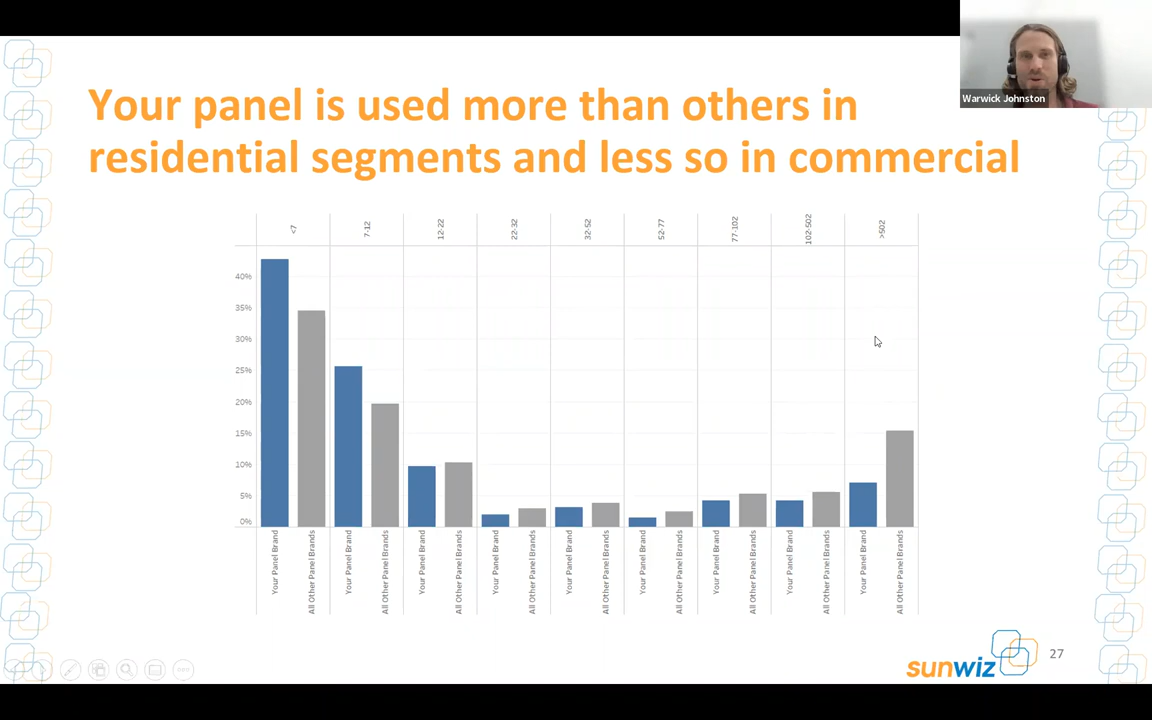 Your panel is used more than others in
residential segments and less so in commercial
Warwick Johnston
<7
7-12
12-22
22-32
32-52
52-77
77-102
102-502
>502
40%
35%
30%
25%
20%
15%
10%
5%
0%
Your Panel Brand
All Other Panel Brands
Your Panel Brand
All Other Panel Brands
Your Panel Brand
All Other Panel Brands
Your Panel Brand
All Other Panel Brands
Your Panel Brand
All Other Panel Brands
Your Panel Brand
All Other Panel Brands
Your Panel Brand
All Other Panel Brands
Your Panel Brand
All Other Panel Brands
Your Panel Brand
All Other Panel Brands
sunwiz
27